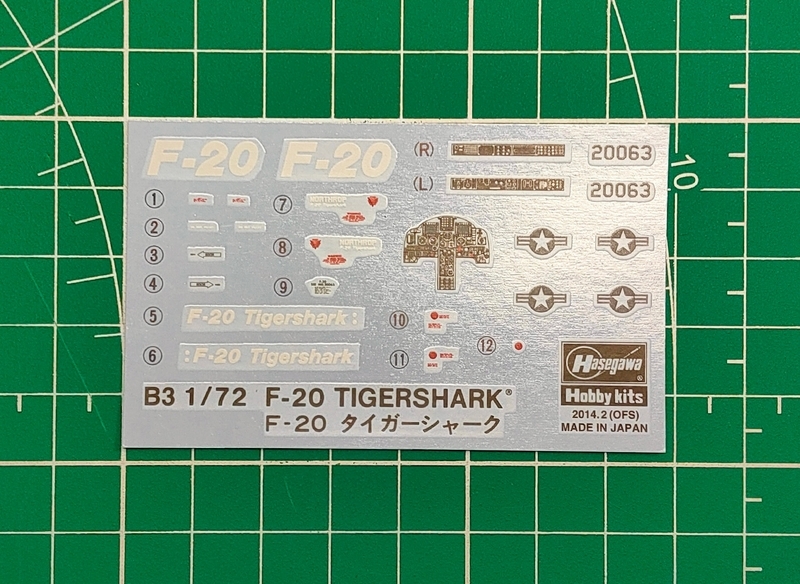 F-20 F-20
(R) 20063
(L) 20063
1
2
3
4
5 F-20 Tigershark :
6 : F-20 Tigershark
7 NORTHROP
8 NORTHROP
9
10
11
12
10
B3 1/72 F-20 TIGERSHARK®
F-20 タイガーシャーク
Hasegawa®
Hobby kits
2014.2 (OFS)
MADE IN JAPAN